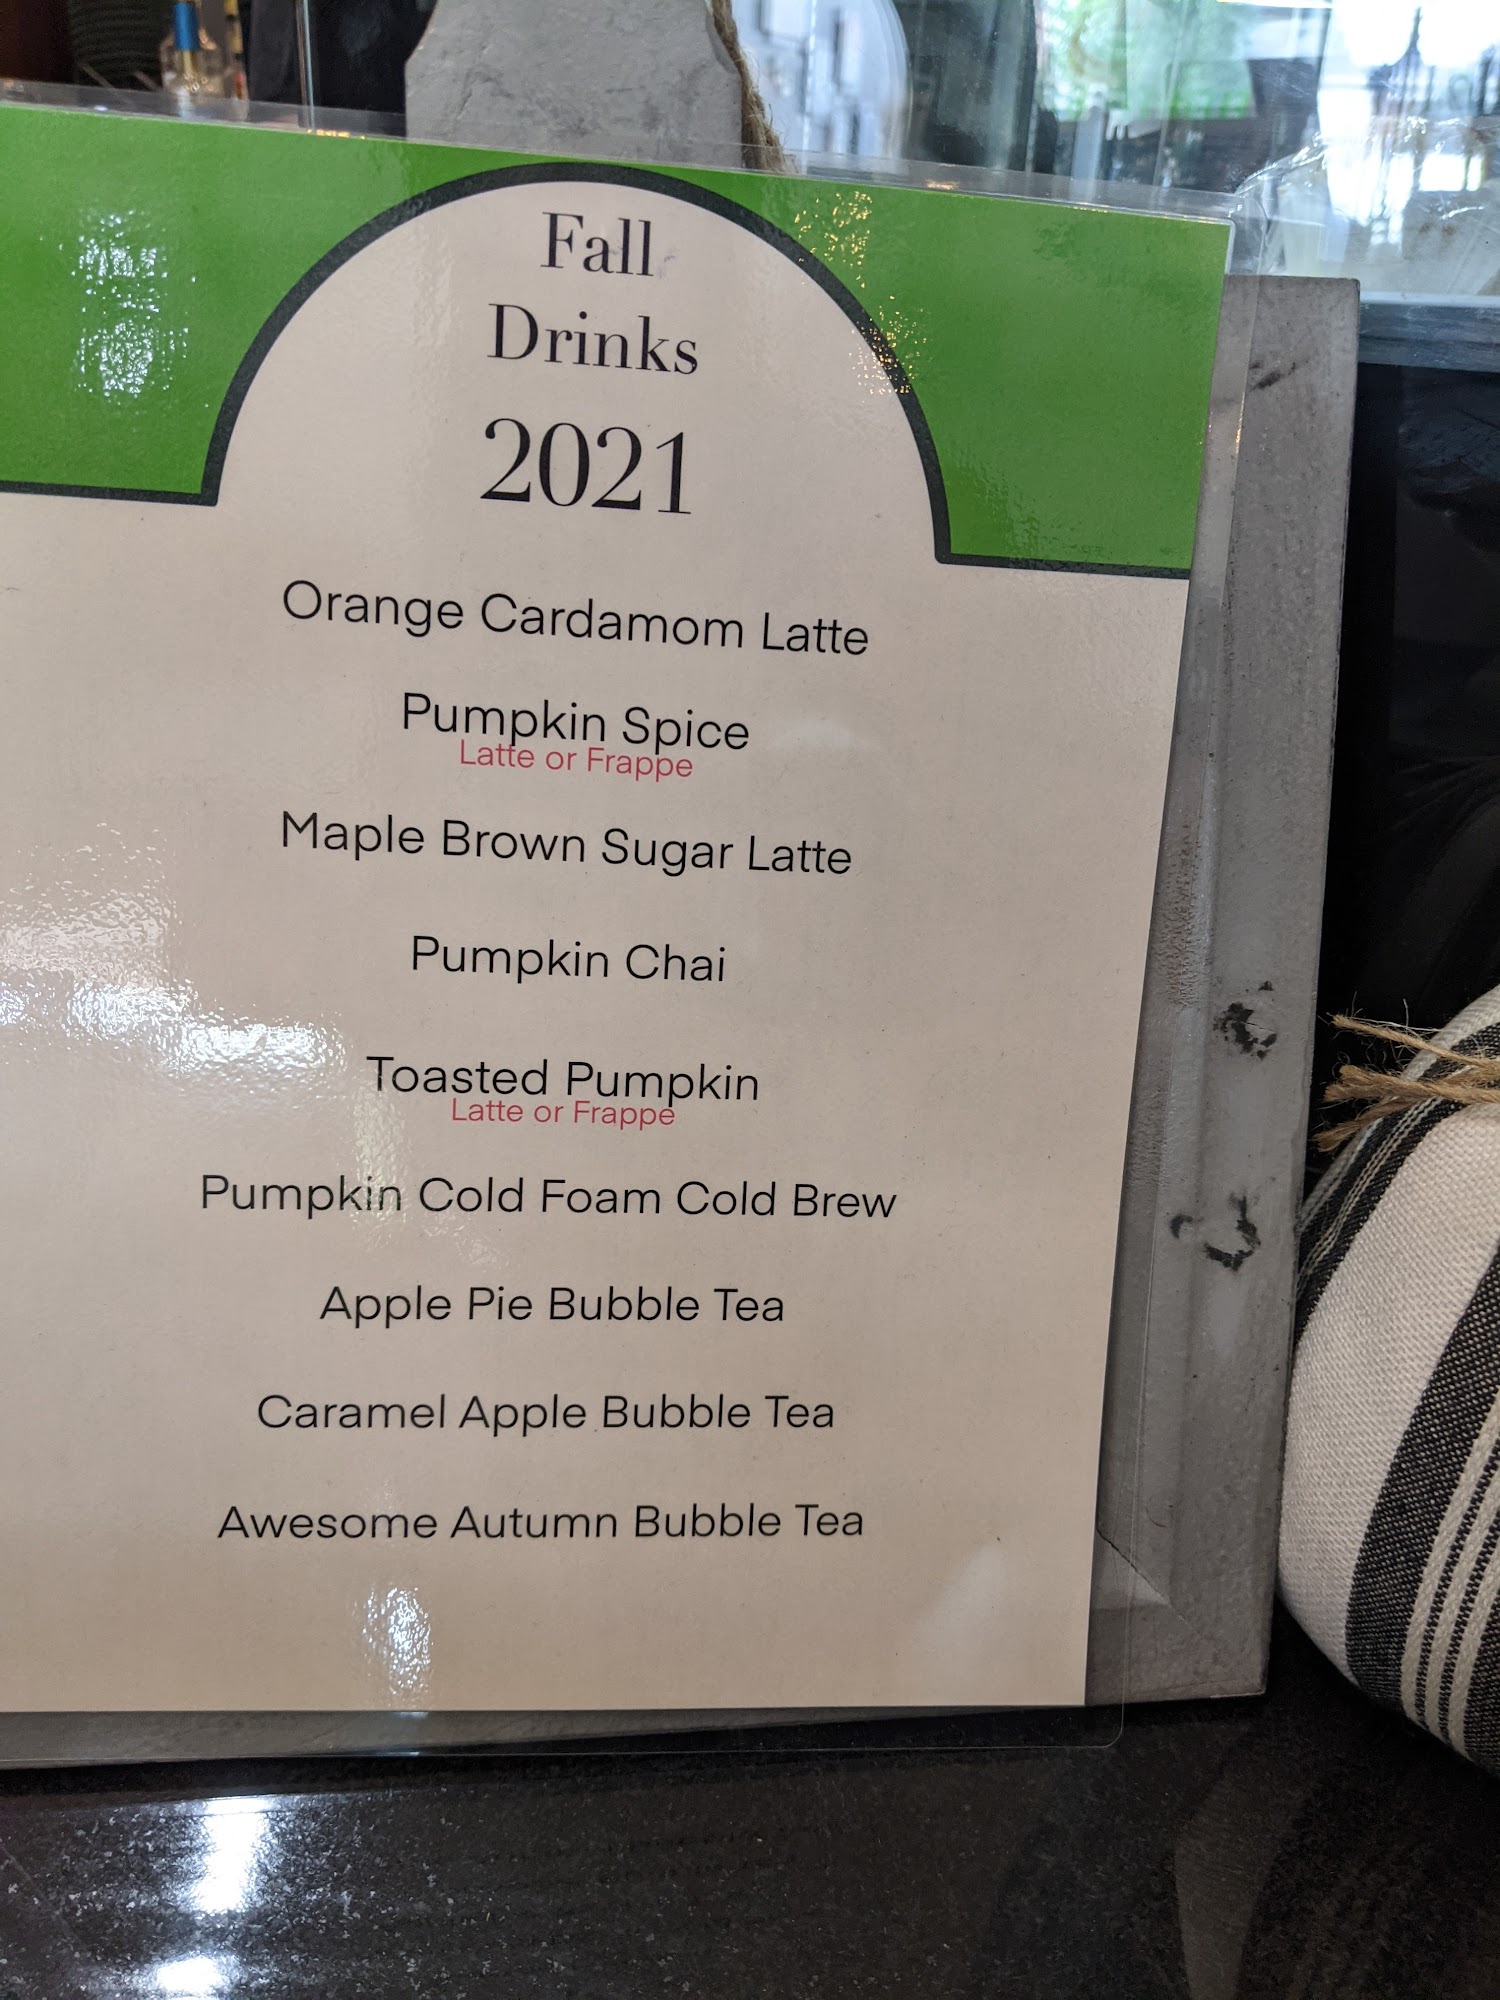 Fall
Drinks
2021
Orange Cardamom Latte
Pumpkin Spice
Latte or Frappe
Maple Brown Sugar Latte
Pumpkin Chai
Toasted Pumpkin
Latte or Frappe
Pumpkin Cold Foam Cold Brew
Apple Pie Bubble Tea
Caramel Apple Bubble Tea
Awesome Autumn Bubble Tea